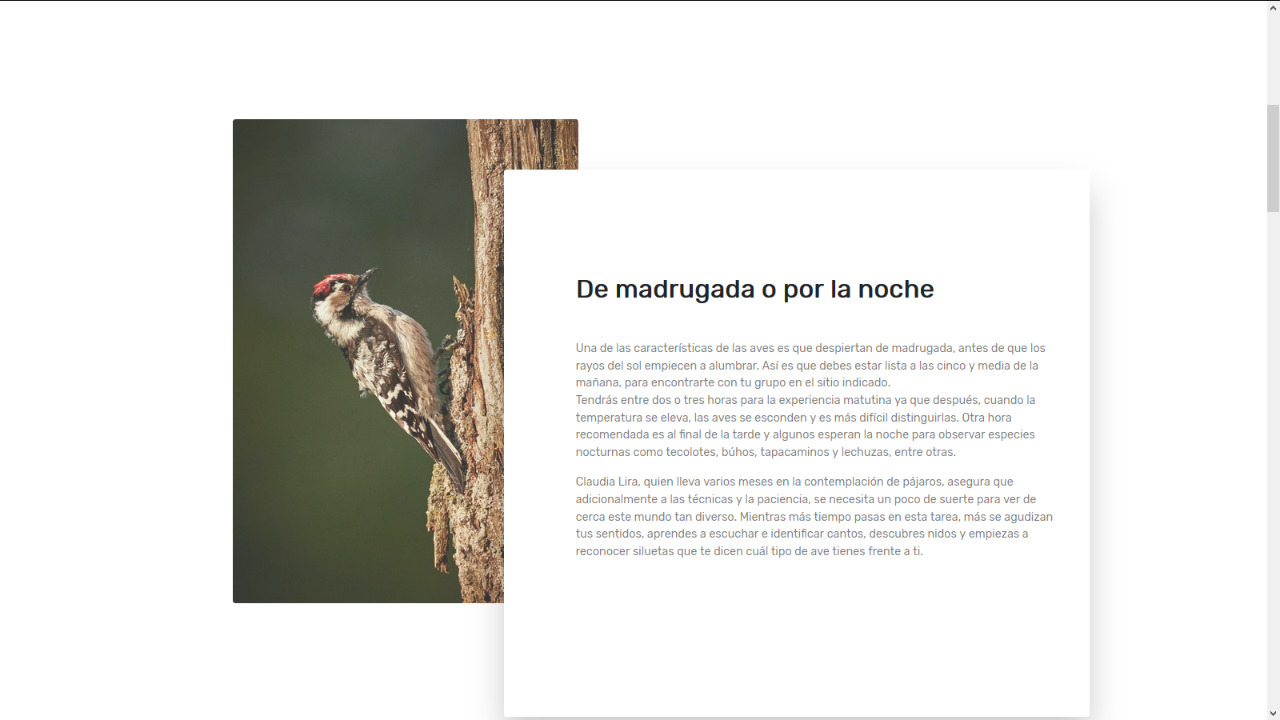 De madrugada o por la noche
Una de las características de las aves es que despiertan de madrugada, antes de que los
rayos del sol empiecen a alumbrar. Así es que debes estar lista a las cinco y media de la
mañana, para encontrarte con tu grupo en el sitio indicado.
Tendrás entre dos o tres horas para la experiencia matutina ya que después, cuando la
temperatura se eleva, las aves se esconden y es más difícil distinguirlas. Otra hora
recomendada es al final de la tarde y algunos esperan la noche para observar especies
nocturnas como tecolotes, búhos, tapacaminos y lechuzas, entre otras.
Claudia Lira, quien lleva varios meses en la contemplación de pájaros, asegura que
adicionalmente a las técnicas y la paciencia, se necesita un poco de suerte para ver de
cerca este mundo tan diverso. Mientras más tiempo pasas en esta tarea, más se agudizan
tus sentidos, aprendes a escuchar e identificar cantos, descubres nidos y empiezas a
reconocer siluetas que te dicen cuál tipo de ave tienes frente a ti.